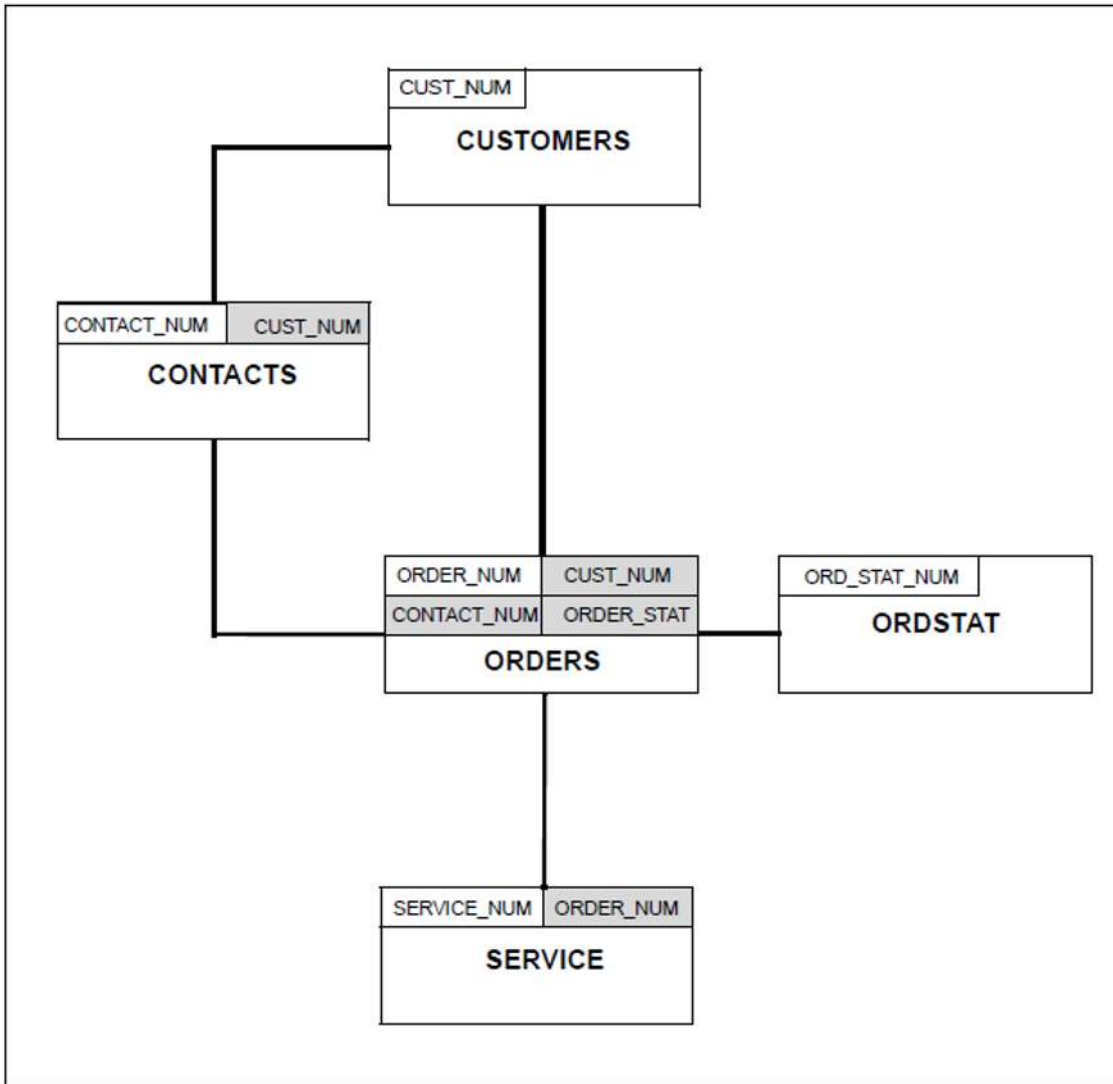 CUST_NUM
CUSTOMERS
CONTACT_NUM CUST_NUM
CONTACTS
ORDER_NUM CUST_NUM
CONTACT_NUM ORDER_STAT
ORDERS
ORD_STAT_NUM
ORDSTAT
SERVICE_NUM ORDER_NUM
SERVICE